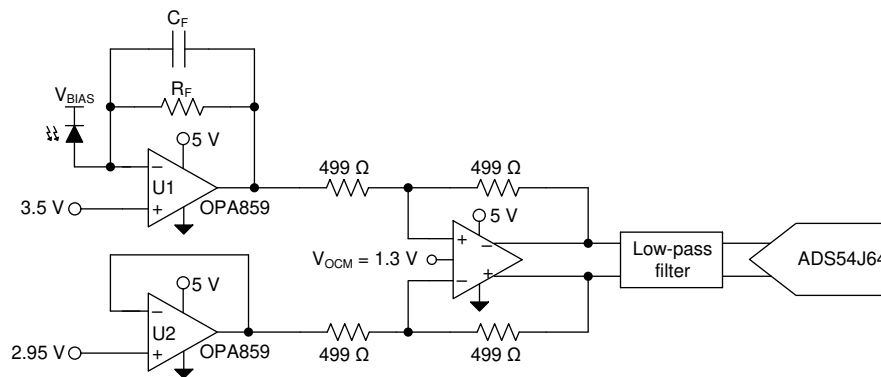 C_F
R_F
V_BIAS
5 V
−
U1
+
OPA859
3.5 V
499 Ω
499 Ω
5 V
+
−
V_OCM = 1.3 V
−
+
Low-pass
filter
ADS54J64
5 V
−
U2
+
OPA859
2.95 V
499 Ω
499 Ω